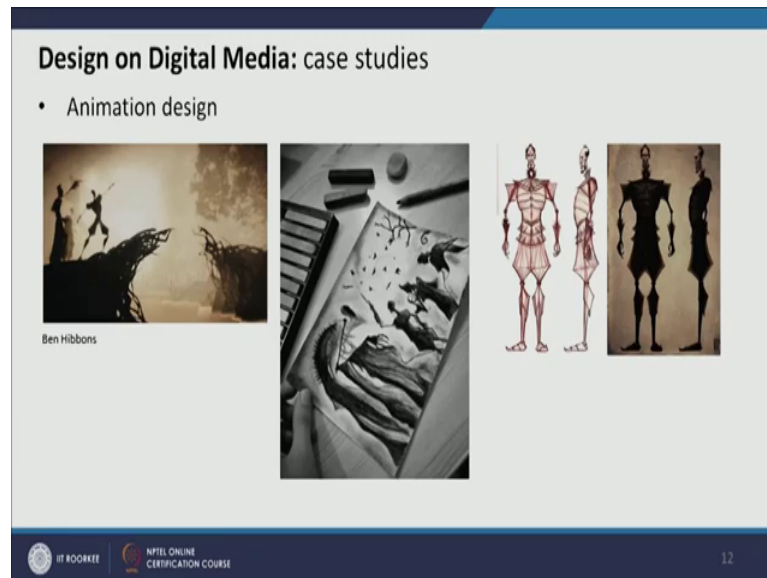 Design on Digital Media: case studies
• Animation design
Ben Hibbons
IIT ROORKEE
NPTEL ONLINE
CERTIFICATION COURSE
12